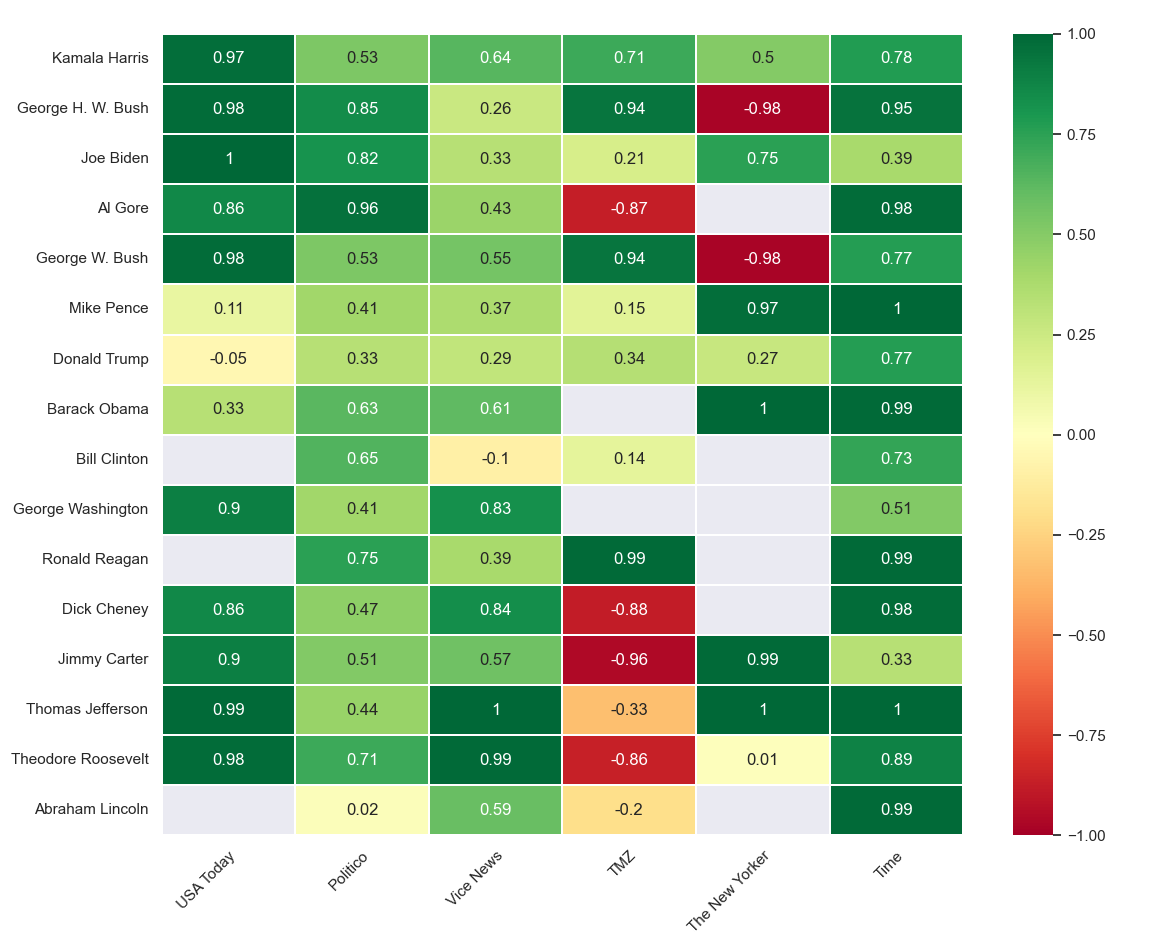 Kamala Harris 0.97 0.53 0.64 0.71 0.5 0.78
George H. W. Bush 0.98 0.85 0.26 0.94 -0.98 0.95
Joe Biden 1 0.82 0.33 0.21 0.75 0.39
Al Gore 0.86 0.96 0.43 -0.87 0.98
George W. Bush 0.98 0.53 0.55 0.94 -0.98 0.77
Mike Pence 0.11 0.41 0.37 0.15 0.97 1
Donald Trump -0.05 0.33 0.29 0.34 0.27 0.77
Barack Obama 0.33 0.63 0.61 1 0.99
Bill Clinton 0.65 -0.1 0.14 0.73
George Washington 0.9 0.41 0.83 0.51
Ronald Reagan 0.75 0.39 0.99 0.99
Dick Cheney 0.86 0.47 0.84 -0.88 0.98
Jimmy Carter 0.9 0.51 0.57 -0.96 0.99 0.33
Thomas Jefferson 0.99 0.44 1 -0.33 1 1
Theodore Roosevelt 0.98 0.71 0.99 -0.86 0.01 0.89
Abraham Lincoln 0.02 0.59 -0.2 0.99
USA Today Politico Vice News TMZ The New Yorker Time
1.00
0.75
0.50
0.25
0.00
−0.25
−0.50
−0.75
−1.00